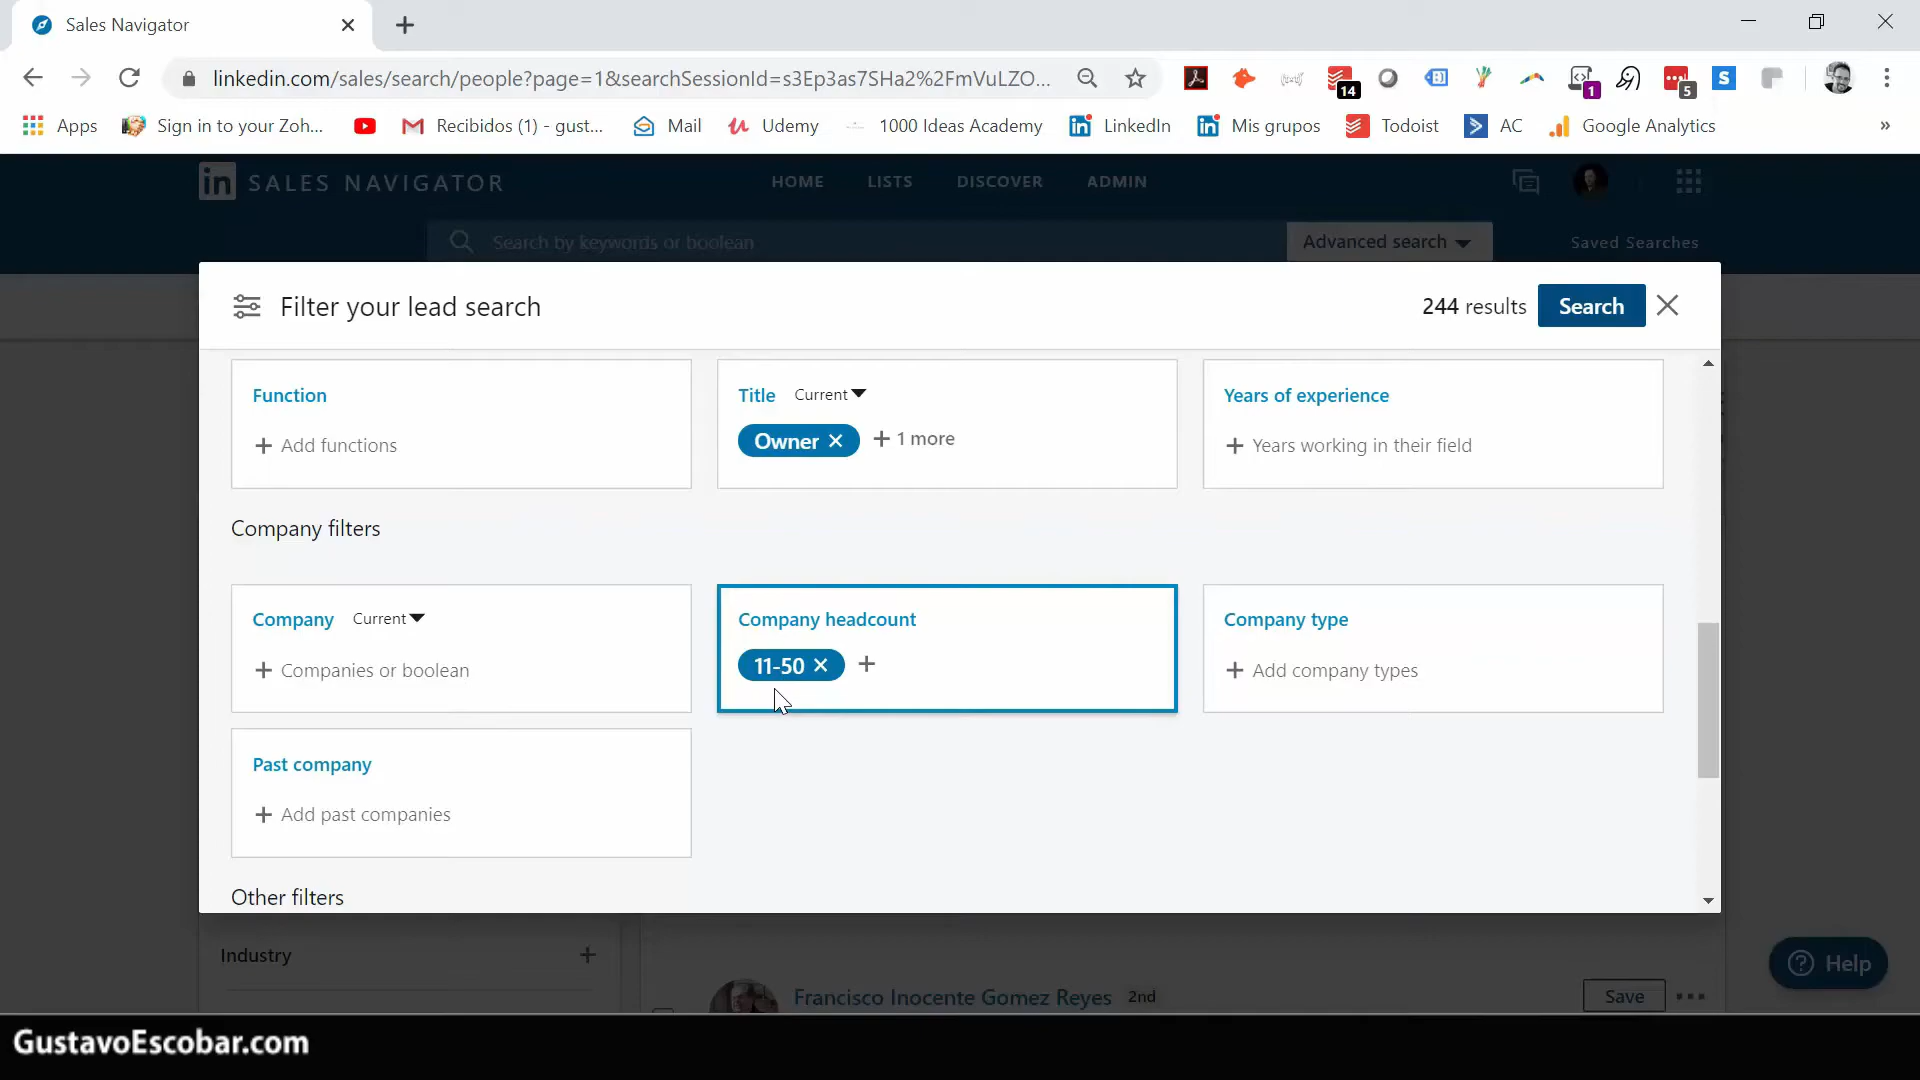 Sales Navigator
linkedin.com/sales/search/people?page=1&searchSessionId=s3Ep3as7SHa2%2FmVuLZO...
14
1
5
S
Apps
Sign in to your Zoh...
Recibidos (1) - gust...
Mail
Udemy
1000 Ideas Academy
LinkedIn
Mis grupos
Todoist
AC
Google Analytics
»
in SALES NAVIGATOR
HOME
LISTS
DISCOVER
ADMIN
Search by keywords or boolean
Advanced search
Saved Searches
Filter your lead search
244 results
Search
Function
+ Add functions
Title Current
Owner × + 1 more
Years of experience
+ Years working in their field
Company filters
Company Current
+ Companies or boolean
Company headcount
11-50 × +
Company type
+ Add company types
Past company
+ Add past companies
Other filters
Industry +
Francisco Inocente Gomez Reyes 2nd
Save
Help
GustavoEscobar.com